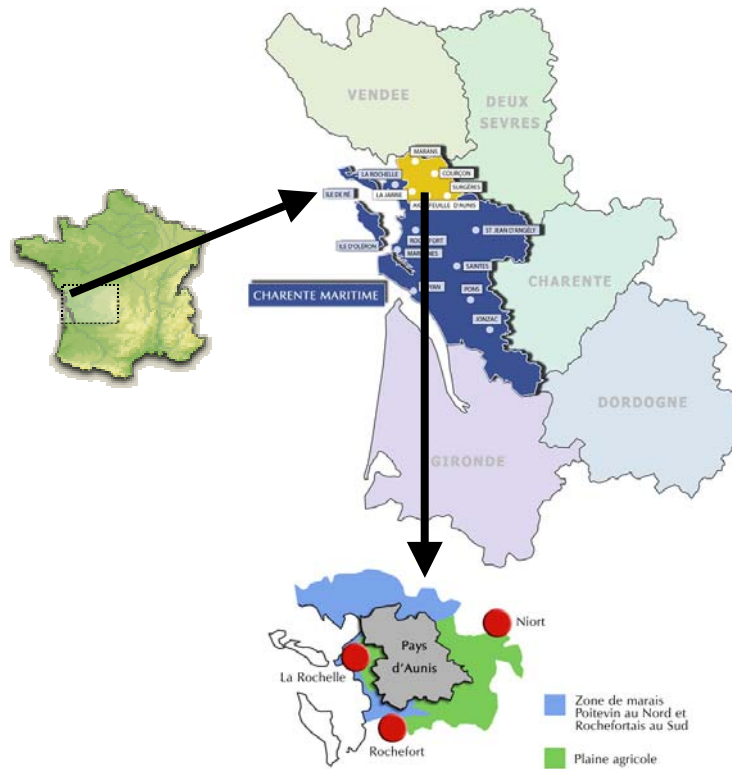 VENDEE
DEUX
SEVRES
MARANS
LA ROCHELLE
COURÇON
SURGÈRES
ILE DE RÉ
LA JARRIE
D'AUNIS
ST JEAN D'ANGÉLY
ILE D'OLÉRON
SAINTES
CHARENTE
CHARENTE MARITIME
PONS
JONZAC
DORDOGNE
GIRONDE
Niort
Pays
d'Aunis
La Rochelle
Rochefort
Zone de marais
Poitevin au Nord et
Rochefortais au Sud
Plaine agricole